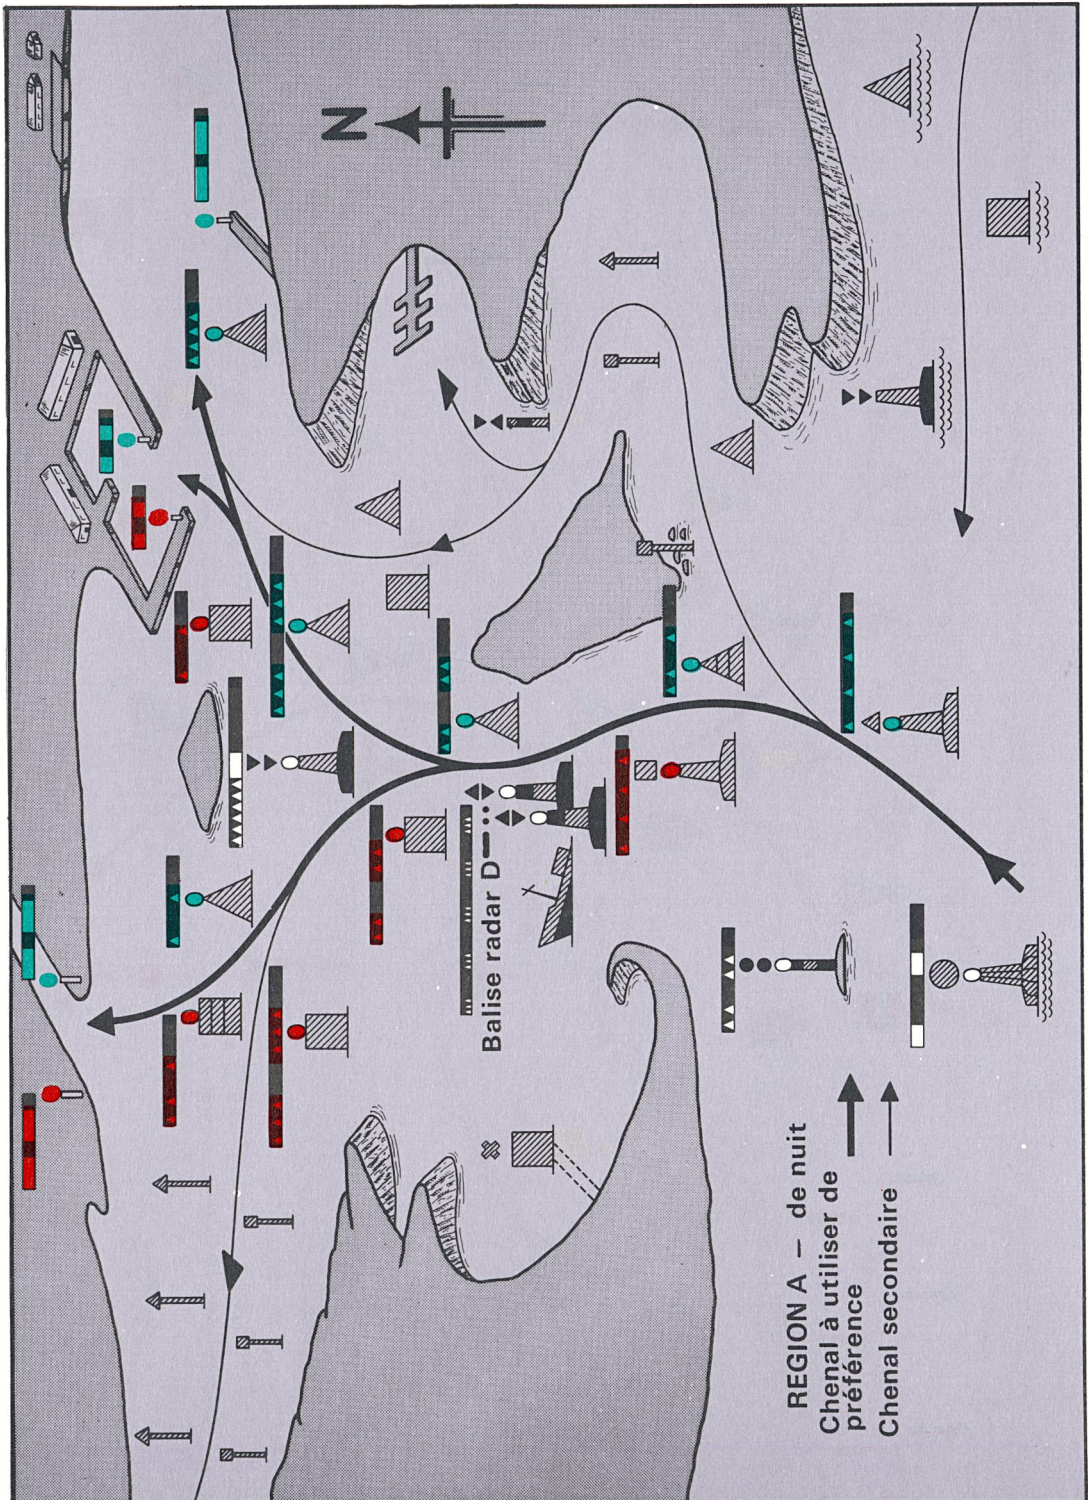 N
Balise radar D
REGION A — de nuit
Chenal à utiliser de
préférence
Chenal secondaire